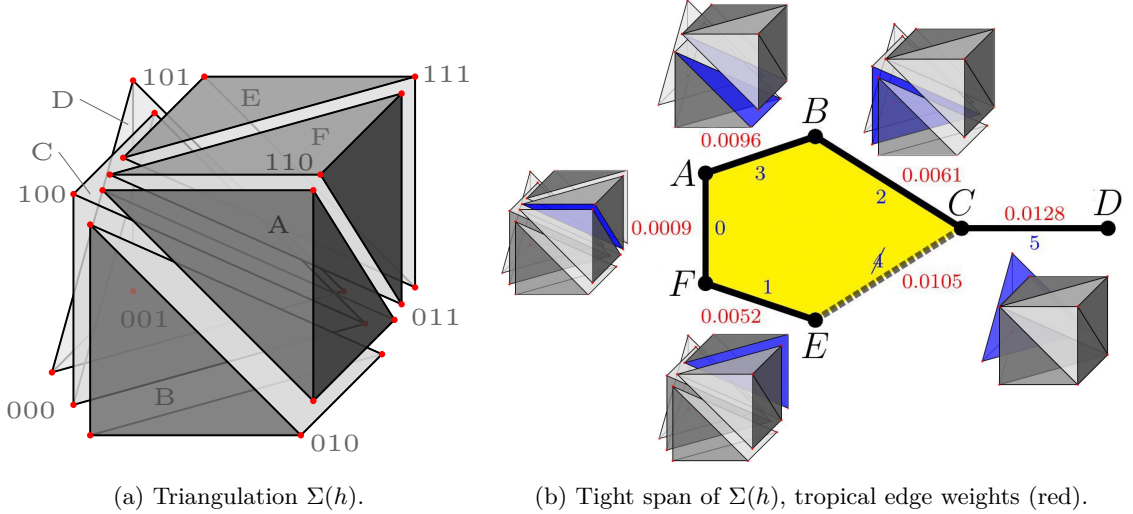 101
111
D
E
C
F
110
100
A
001
011
B
000
010
(a) Triangulation Σ(h).
0.0096
B
0.0061
A
3
2
C
0.0128
D
0.0009
0
5
4
0.0105
F
1
0.0052
E
(b) Tight span of Σ(h), tropical edge weights (red).